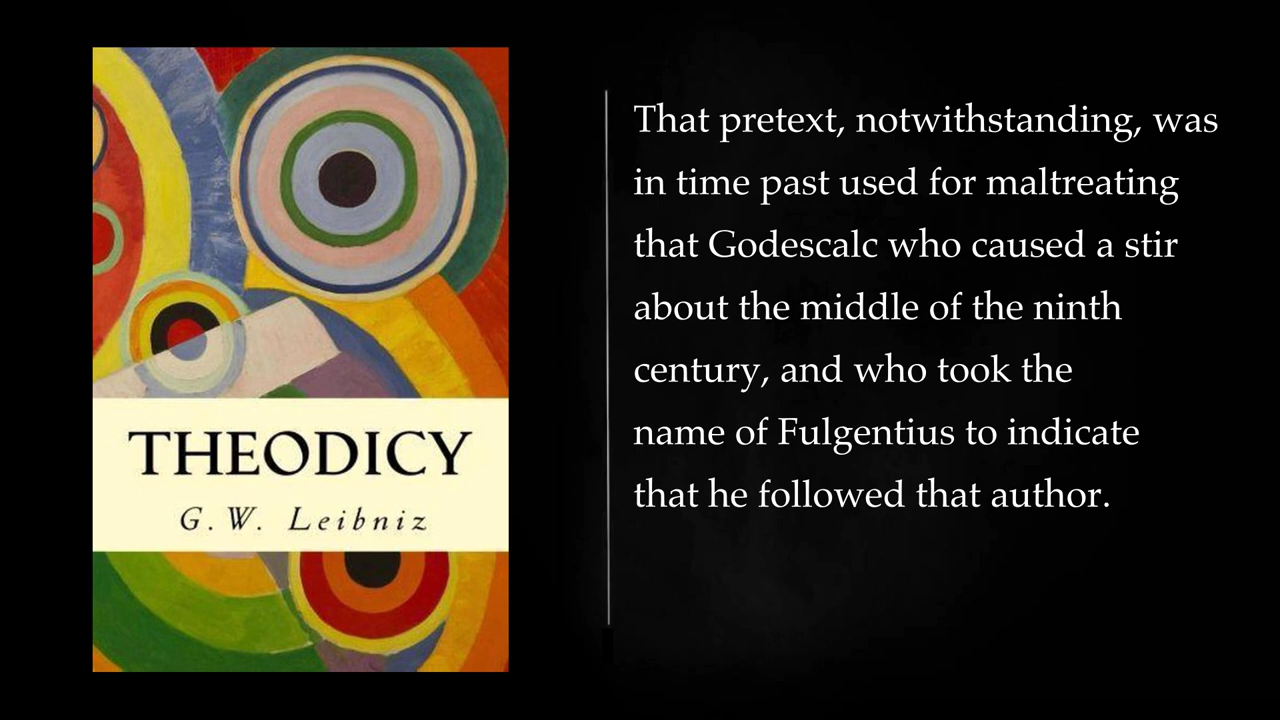 THEODICY
G. W. Leibniz
That pretext, notwithstanding, was
in time past used for maltreating
that Godescalc who caused a stir
about the middle of the ninth
century, and who took the
name of Fulgentius to indicate
that he followed that author.